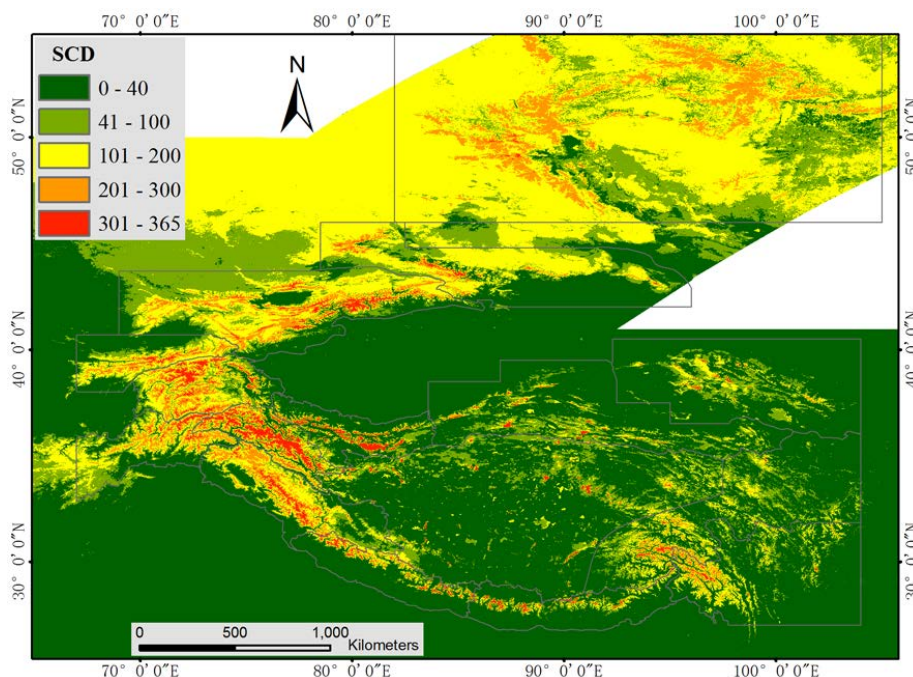 70° 0′ 0″E 80° 0′ 0″E 90° 0′ 0″E 100° 0′ 0″E
SCD
0 - 40
41 - 100
101 - 200
201 - 300
301 - 365
N
50° 0′ 0″N
50° 0′ 0″N
40° 0′ 0″N
40° 0′ 0″N
30° 0′ 0″N
30° 0′ 0″N
0 500 1,000
Kilometers
70° 0′ 0″E 80° 0′ 0″E 90° 0′ 0″E 100° 0′ 0″E